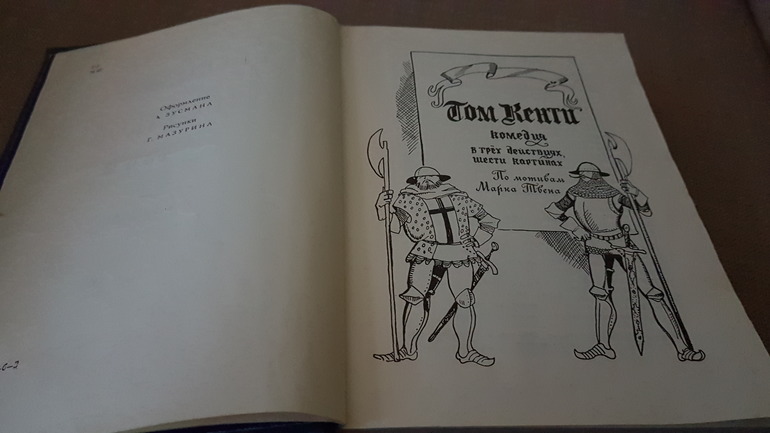 Оформление
Л. ЗУСМАНА
Рисунки
Г. МАЗУРИНА
Том Кенти
комедия
в трёх действиях,
шести картинах
По мотивам
Марка Твена